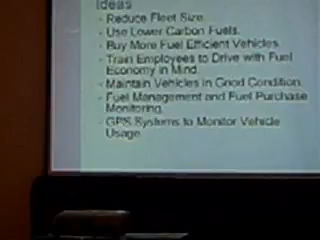 Ideas
- Reduce Fleet Size.
- Use Lower Carbon Fuels.
- Buy More Fuel Efficient Vehicles.
- Train Employees to Drive with Fuel
Economy in Mind.
- Maintain Vehicles in Good Condition.
- Fuel Management and Fuel Purchase
Monitoring.
- GPS Systems to Monitor Vehicle
Usage